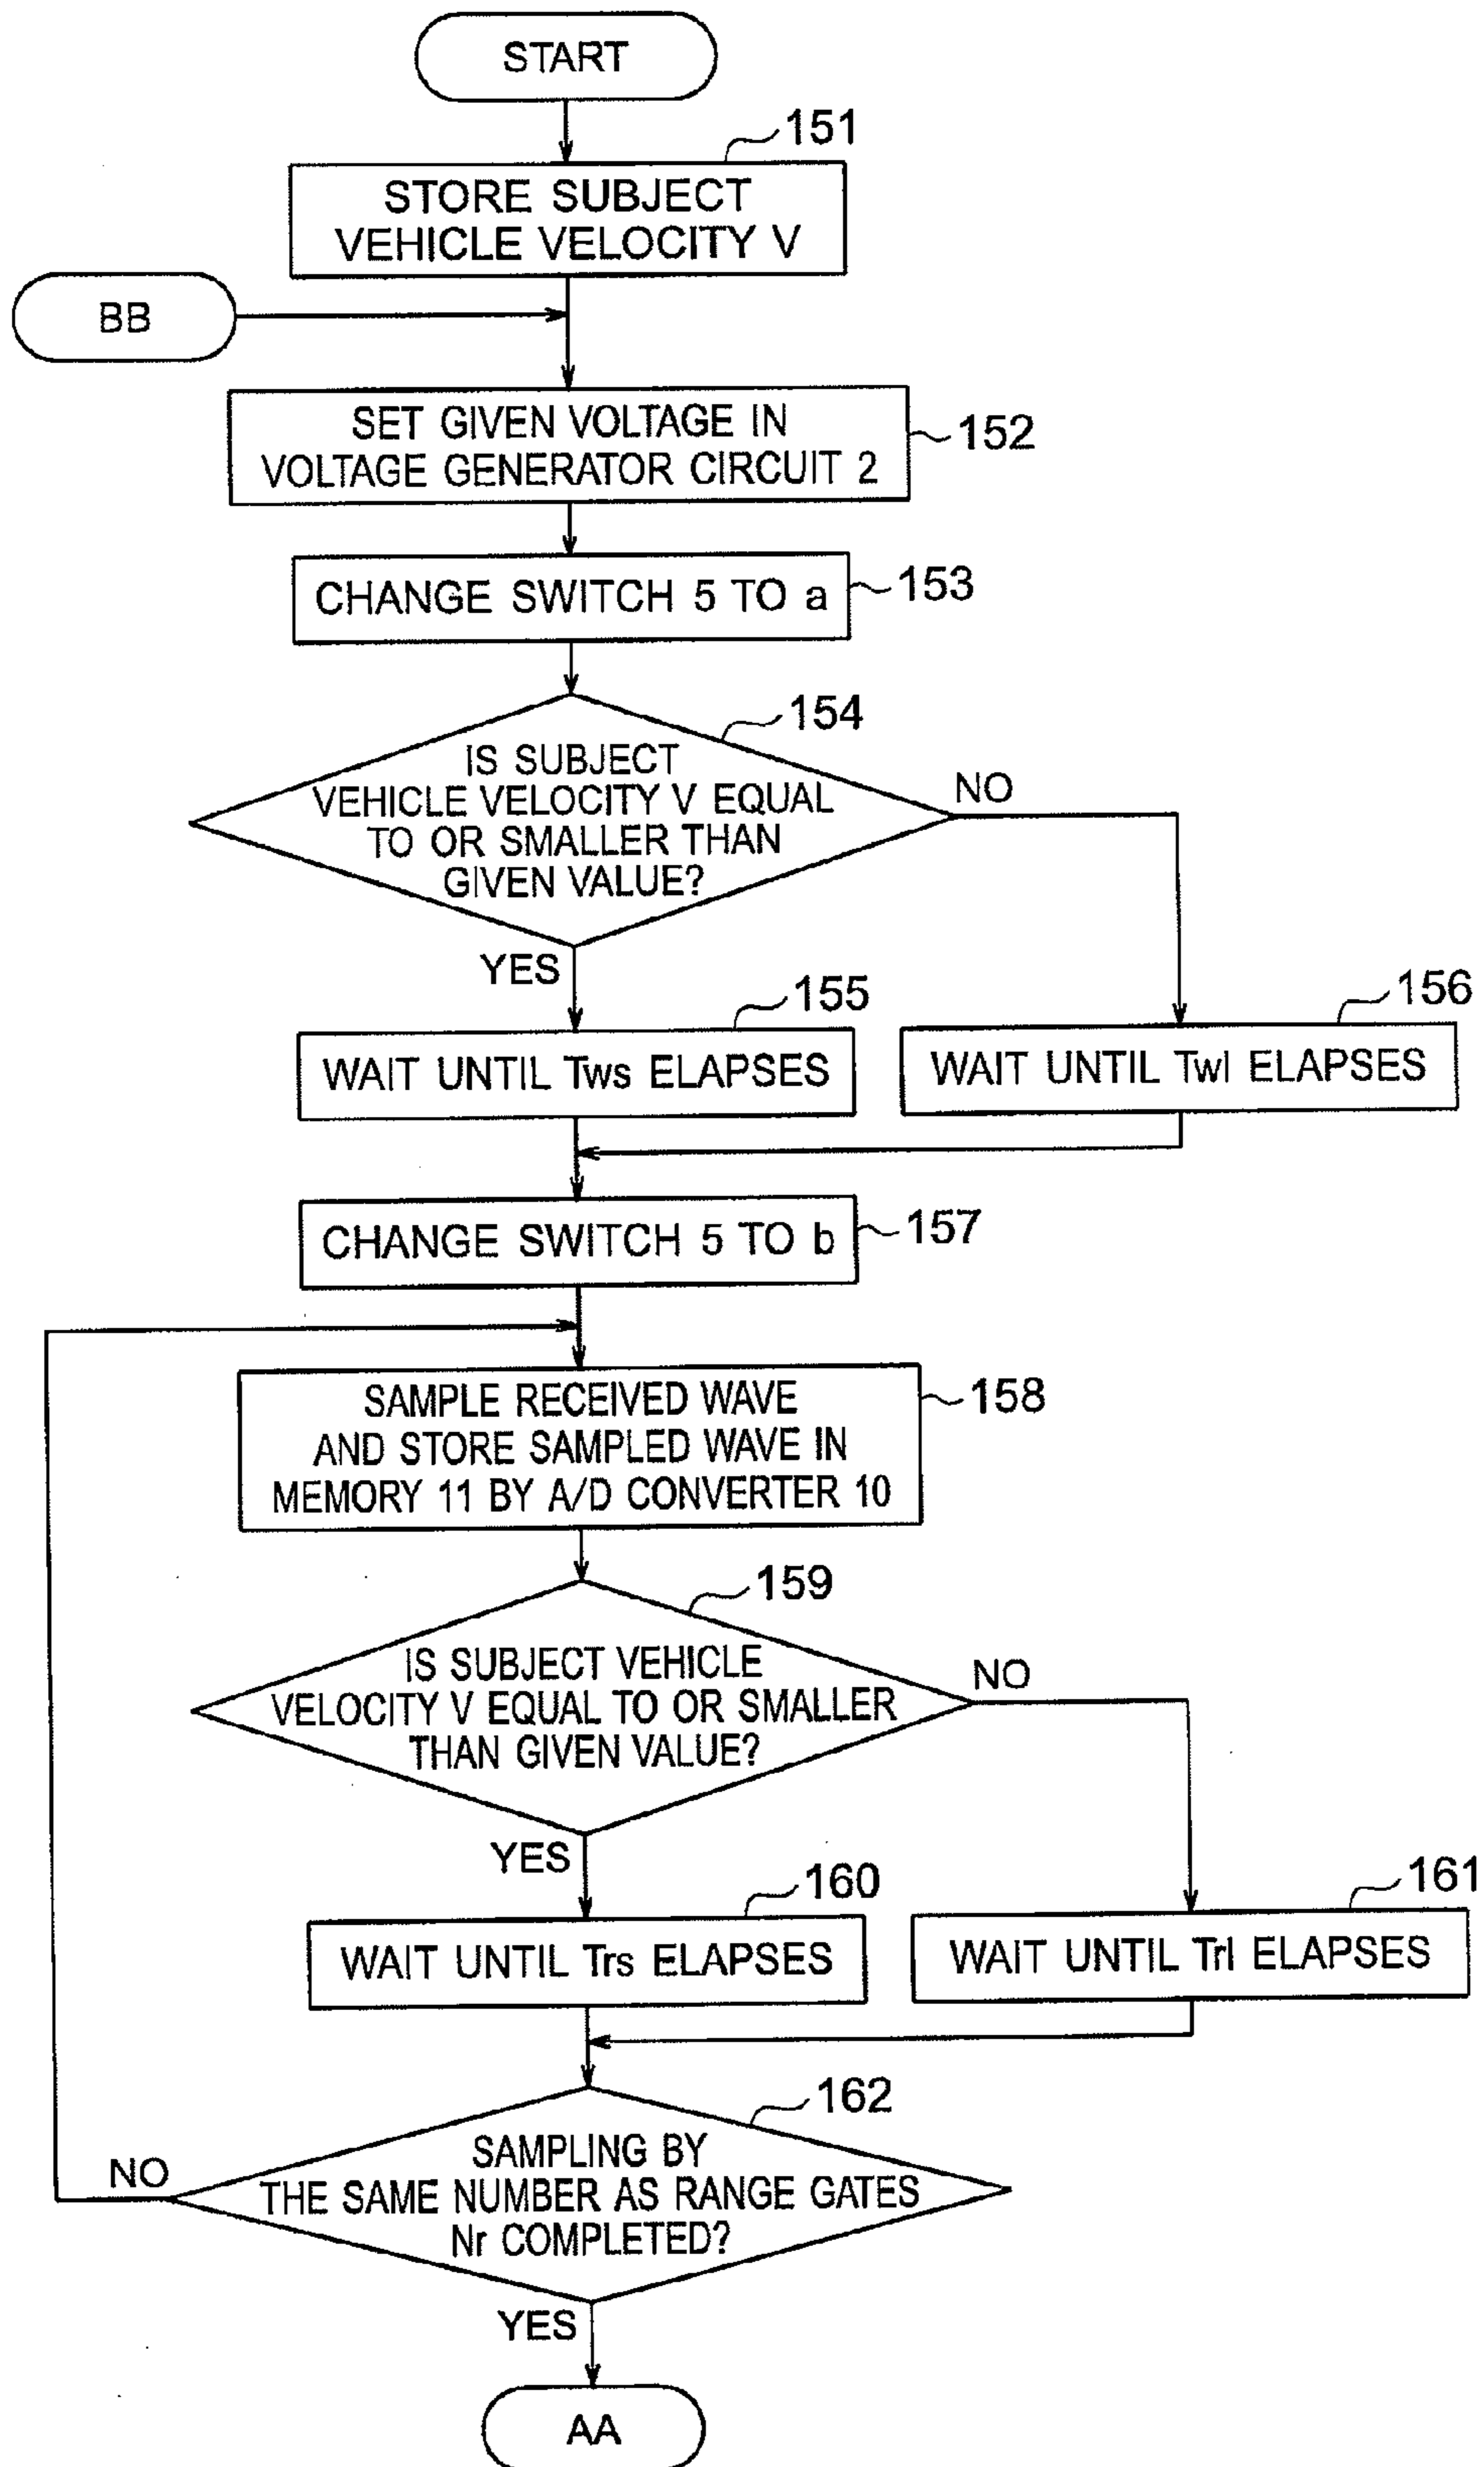 START
151
STORE SUBJECT
VEHICLE VELOCITY V
BB
SET GIVEN VOLTAGE IN
VOLTAGE GENERATOR CIRCUIT 2
152
CHANGE SWITCH 5 TO a
153
154
IS SUBJECT
VEHICLE VELOCITY V EQUAL
TO OR SMALLER THAN
GIVEN VALUE?
NO
YES
155
156
WAIT UNTIL Tws ELAPSES
WAIT UNTIL Twl ELAPSES
CHANGE SWITCH 5 TO b
157
SAMPLE RECEIVED WAVE
AND STORE SAMPLED WAVE IN
MEMORY 11 BY A/D CONVERTER 10
158
159
IS SUBJECT VEHICLE
VELOCITY V EQUAL TO OR SMALLER
THAN GIVEN VALUE?
NO
YES
160
161
WAIT UNTIL Trs ELAPSES
WAIT UNTIL Trl ELAPSES
162
SAMPLING BY
THE SAME NUMBER AS RANGE GATES
Nr COMPLETED?
NO
YES
AA